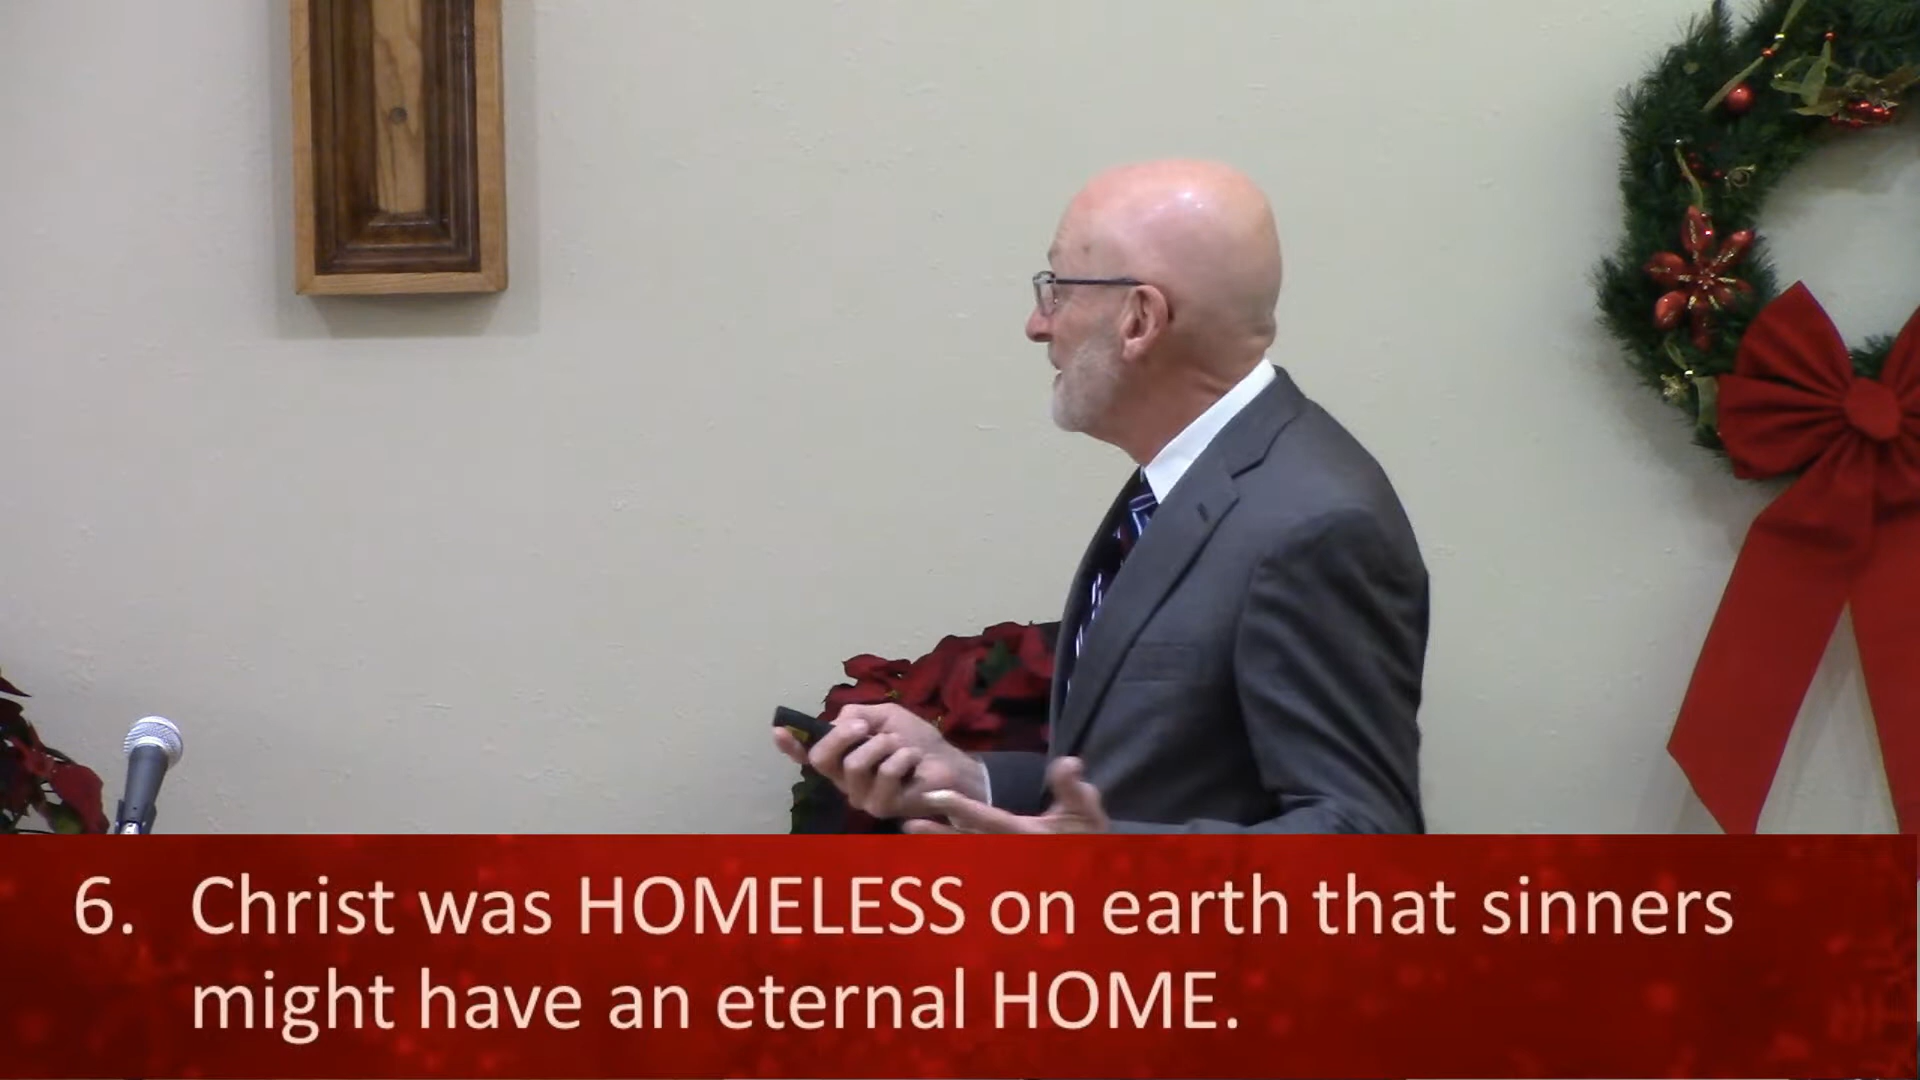 6. Christ was HOMELESS on earth that sinners
might have an eternal HOME.